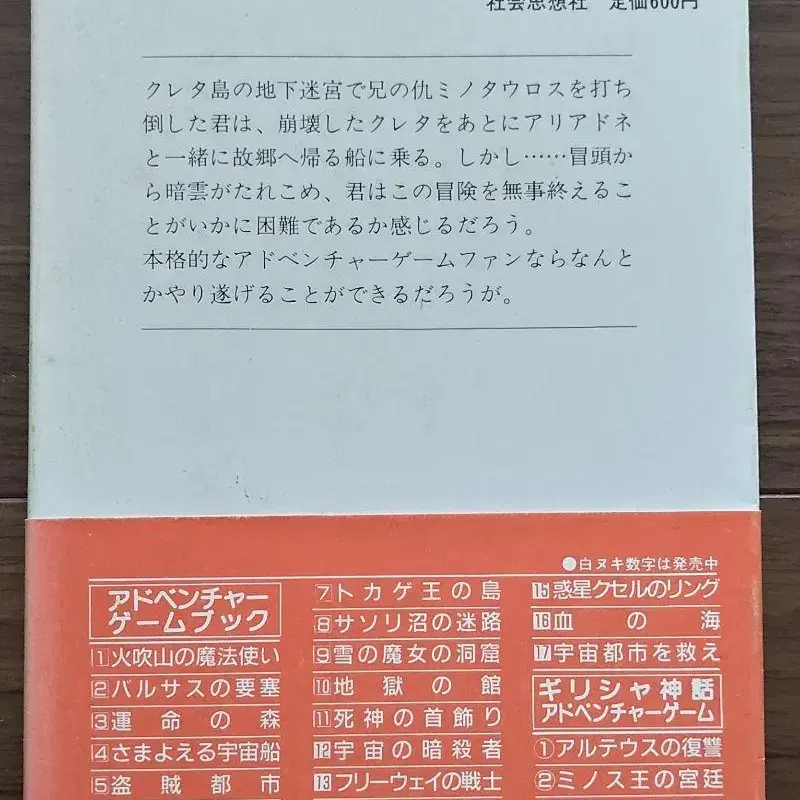 社会思想社 定価600円
クレタ島の地下迷宮で兄の仇ミノタウロスを打ち
倒した君は、崩壊したクレタをあとにアリアドネ
と一緒に故郷へ帰る船に乗る。しかし……冒頭か
ら暗雲がたれこめ、君はこの冒険を無事終えるこ
とがいかに困難であるか感じるだろう。
本格的なアドベンチャーゲームファンならなんと
かやり遂げることができるだろうが。
●白ヌキ数字は発売中
アドベンチャー
ゲームブック
1火吹山の魔法使い
2バルサスの要塞
3運命の森
4さまよえる宇宙船
5盗賊都市
7トカゲ王の島
8サソリ沼の迷路
9雪の魔女の洞窟
10地獄の館
11死神の首飾り
12宇宙の暗殺者
13フリーウェイの戦士
15惑星クセルのリング
16血の海
17宇宙都市を救え
ギリシャ神話
アドベンチャーゲーム
①アルテウスの復讐
②ミノス王の宮廷